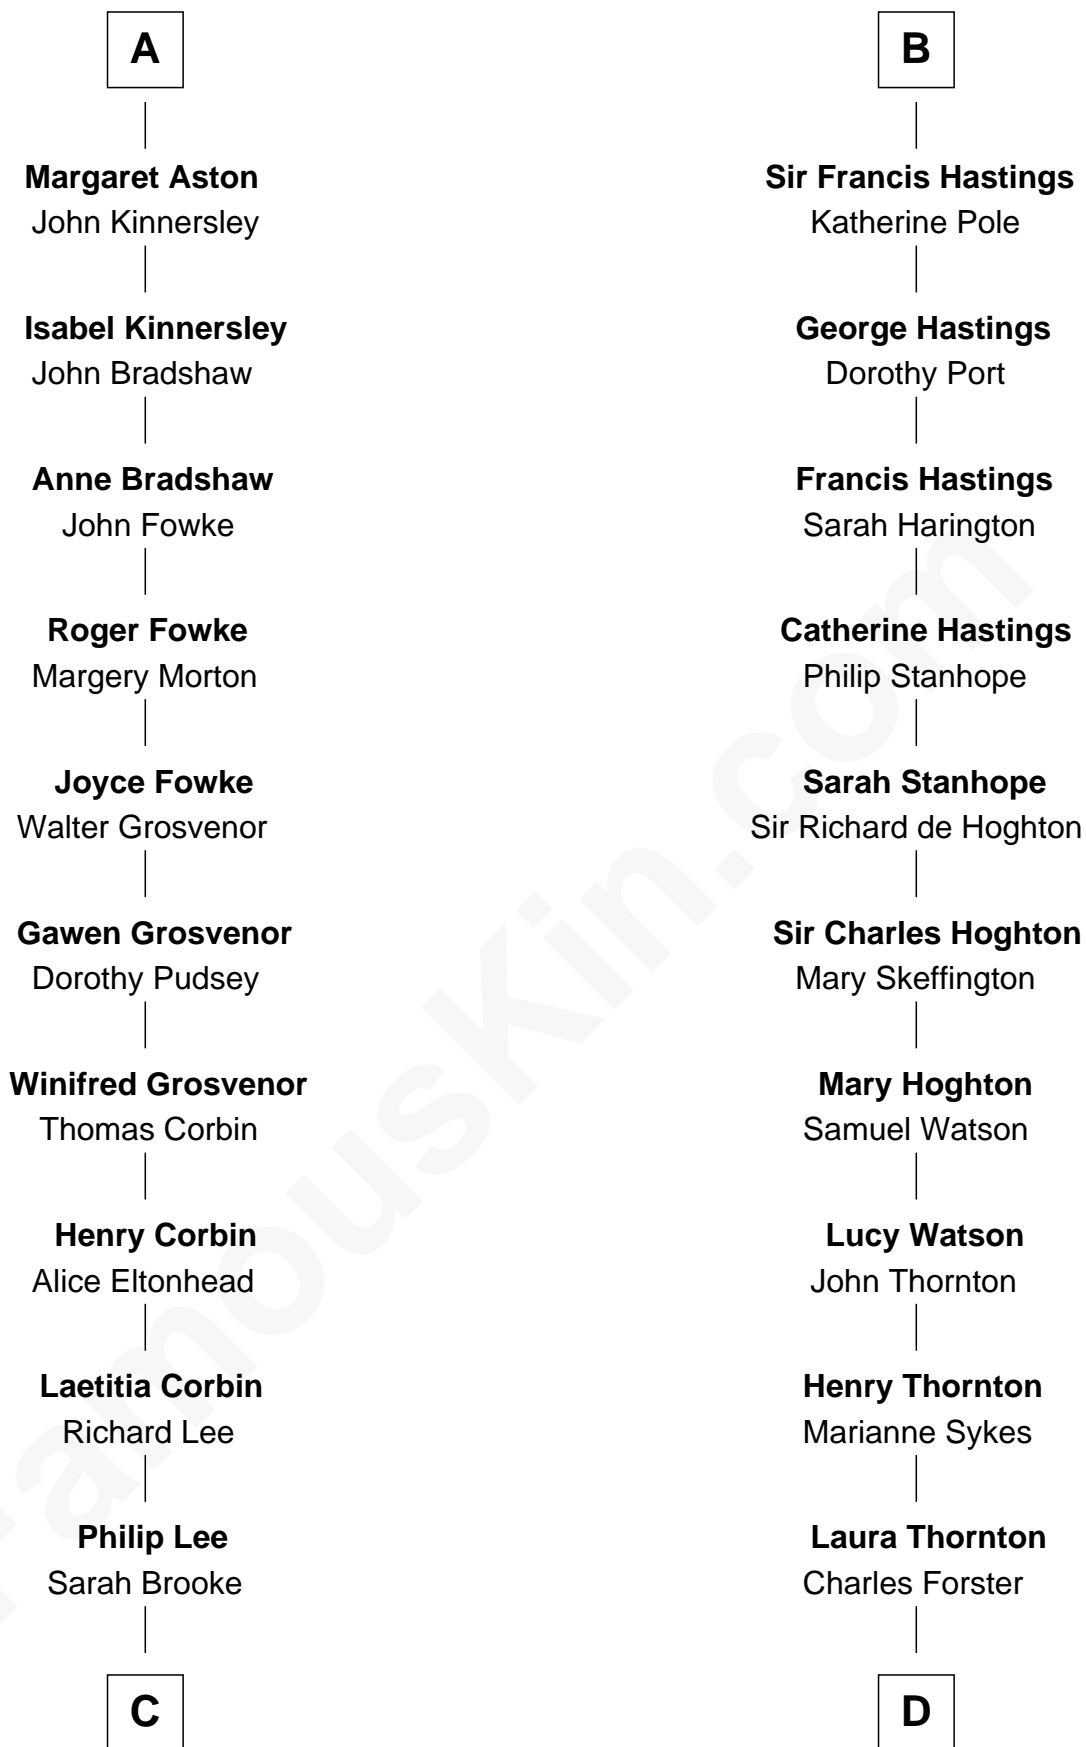 A
Margaret Aston
John Kinnersley
Isabel Kinnersley
John Bradshaw
Anne Bradshaw
John Fowke
Roger Fowke
Margery Morton
Joyce Fowke
Walter Grosvenor
Gawen Grosvenor
Dorothy Pudsey
Winifred Grosvenor
Thomas Corbin
Henry Corbin
Alice Eltonhead
Laetitia Corbin
Richard Lee
Philip Lee
Sarah Brooke
C
B
Sir Francis Hastings
Katherine Pole
George Hastings
Dorothy Port
Francis Hastings
Sarah Harington
Catherine Hastings
Philip Stanhope
Sarah Stanhope
Sir Richard de Hoghton
Sir Charles Hoghton
Mary Skeffington
Mary Hoghton
Samuel Watson
Lucy Watson
John Thornton
Henry Thornton
Marianne Sykes
Laura Thornton
Charles Forster
D
FamousKin.com